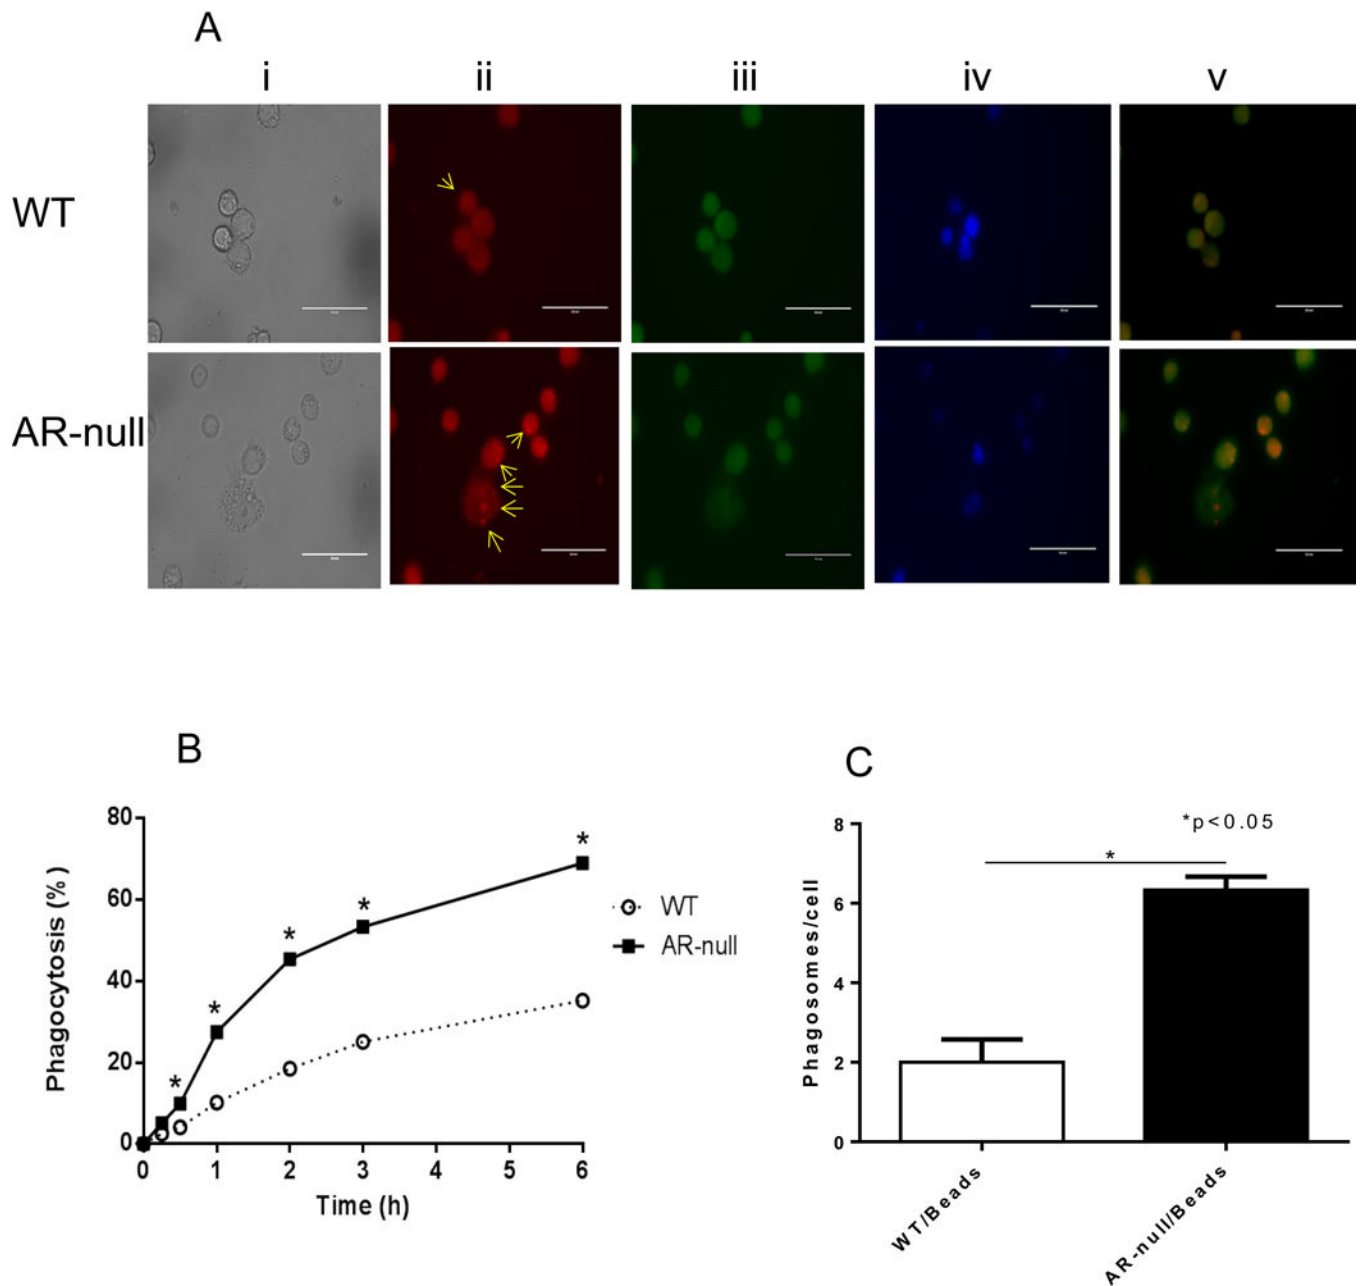 A
i ii iii iv v
WT
AR-null
B
80
60
40
20
0
Phagocytosis (%)
* * * * *
0 1 2 3 4 5 6
Time (h)
WT
AR-null
C
8
6
4
2
0
Phagosomes/cell
*p<0.05
*
WT/Beads
AR-null/Beads